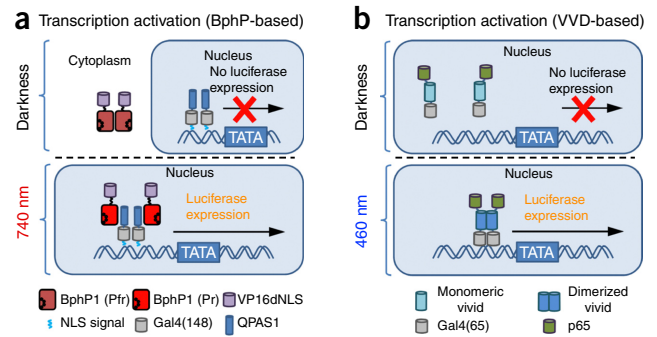 a Transcription activation (BphP-based)
Darkness
Cytoplasm
Nucleus
No luciferase
expression
TATA
740 nm
Nucleus
Luciferase
expression
TATA
BphP1 (Pfr)
BphP1 (Pr)
VP16dNLS
NLS signal
Gal4(148)
QPAS1
b Transcription activation (VVD-based)
Darkness
Nucleus
No luciferase
expression
TATA
460 nm
Nucleus
Luciferase
expression
TATA
Monomeric
vivid
Dimerized
vivid
Gal4(65)
p65